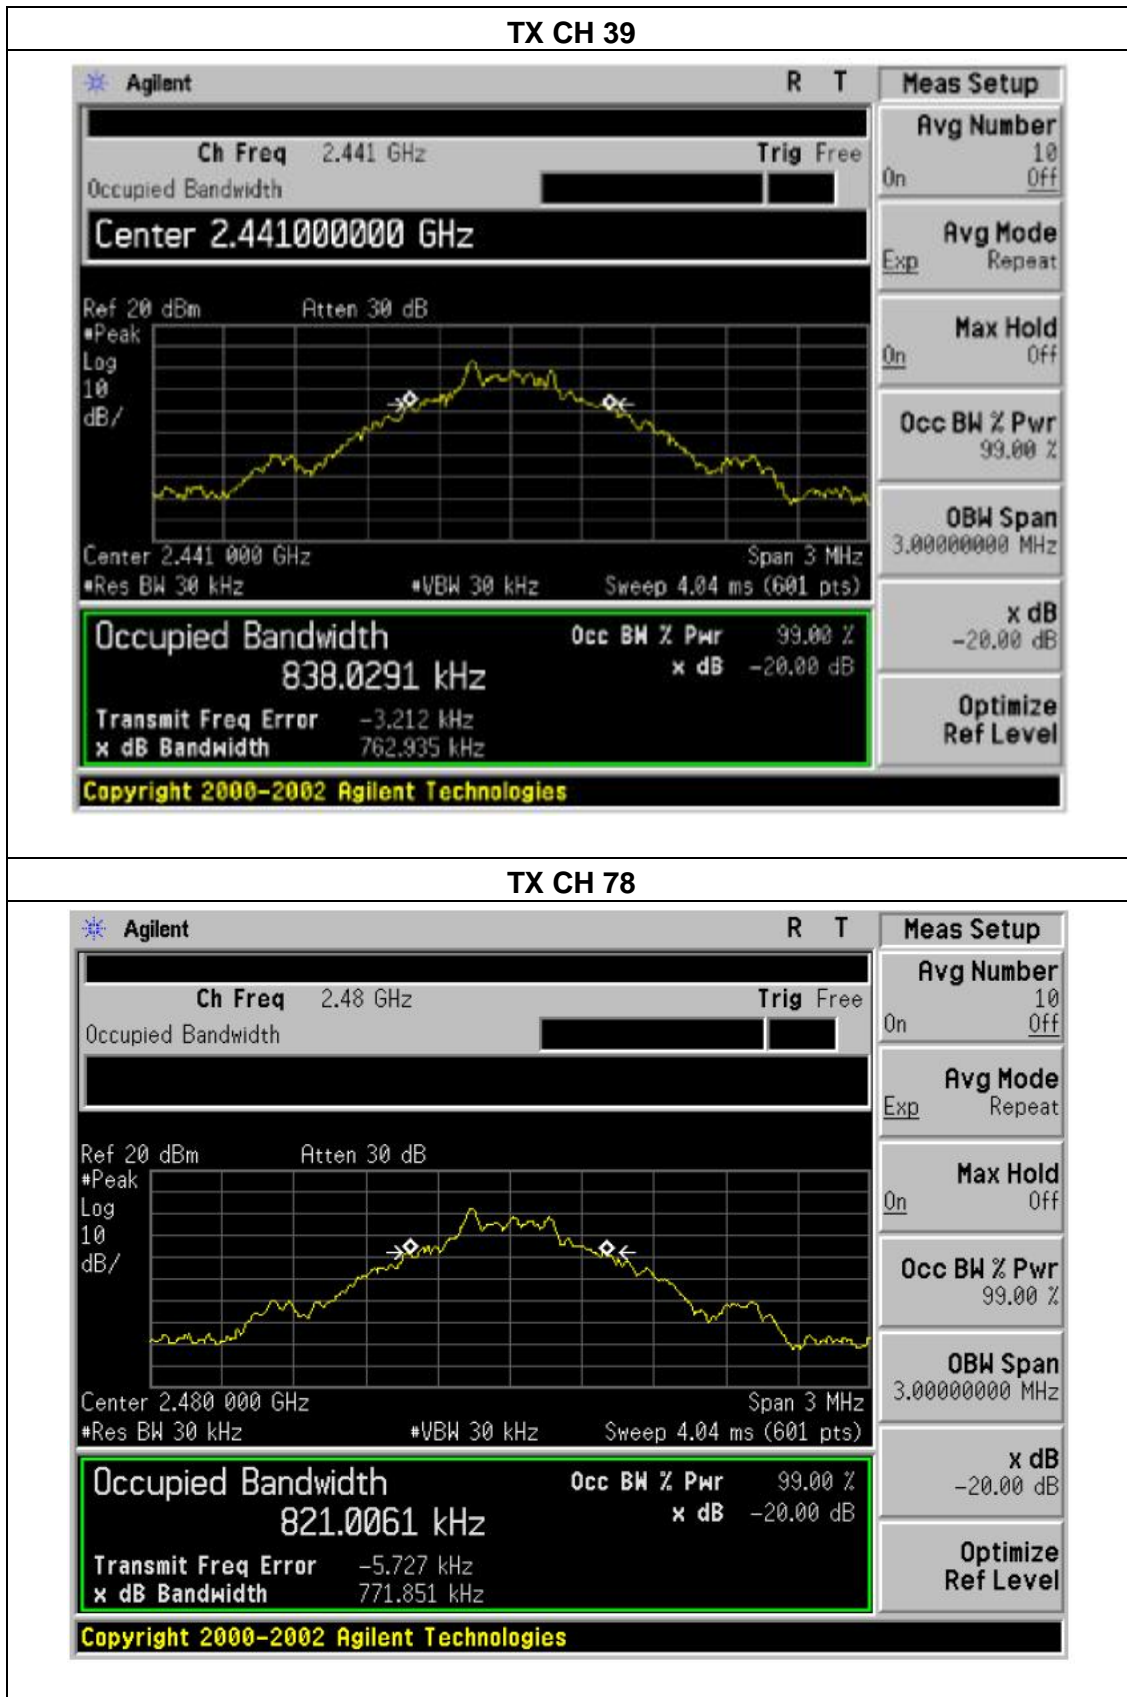 TX CH 39
Agilent R T Meas Setup
Ch Freq 2.441 GHz Trig Free
Occupied Bandwidth
Center 2.441000000 GHz
Ref 20 dBm Atten 30 dB
#Peak
Log
10
dB/
Center 2.441 000 GHz Span 3 MHz
#Res BW 30 kHz #VBW 30 kHz Sweep 4.04 ms (601 pts)
Occupied Bandwidth Occ BW % Pwr 99.00 %
838.0291 kHz x dB -20.00 dB
Transmit Freq Error -3.212 kHz
x dB Bandwidth 762.935 kHz
Avg Number
10
On Off
Avg Mode
Exp Repeat
Max Hold
On Off
Occ BW % Pwr
99.00 %
OBW Span
3.00000000 MHz
x dB
-20.00 dB
Optimize
Ref Level
Copyright 2000-2002 Agilent Technologies
TX CH 78
Agilent R T Meas Setup
Ch Freq 2.48 GHz Trig Free
Occupied Bandwidth
Ref 20 dBm Atten 30 dB
#Peak
Log
10
dB/
Center 2.480 000 GHz Span 3 MHz
#Res BW 30 kHz #VBW 30 kHz Sweep 4.04 ms (601 pts)
Occupied Bandwidth Occ BW % Pwr 99.00 %
821.0061 kHz x dB -20.00 dB
Transmit Freq Error -5.727 kHz
x dB Bandwidth 771.851 kHz
Avg Number
10
On Off
Avg Mode
Exp Repeat
Max Hold
On Off
Occ BW % Pwr
99.00 %
OBW Span
3.00000000 MHz
x dB
-20.00 dB
Optimize
Ref Level
Copyright 2000-2002 Agilent Technologies